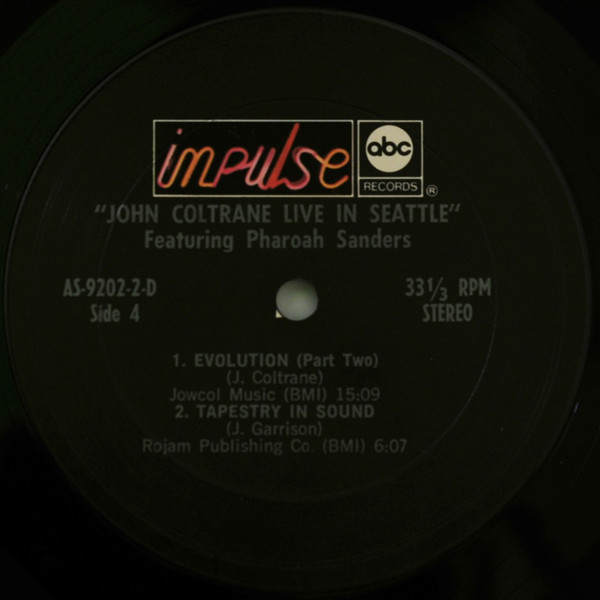 impulse
abc
RECORDS ®
"JOHN COLTRANE LIVE IN SEATTLE"
Featuring Pharoah Sanders
AS-9202-2-D
Side 4
33 1/3 RPM
STEREO
1. EVOLUTION (Part Two)
(J. Coltrane)
Jowcol Music (BMI) 15:09
2. TAPESTRY IN SOUND
(J. Garrison)
Rojam Publishing Co. (BMI) 6:07